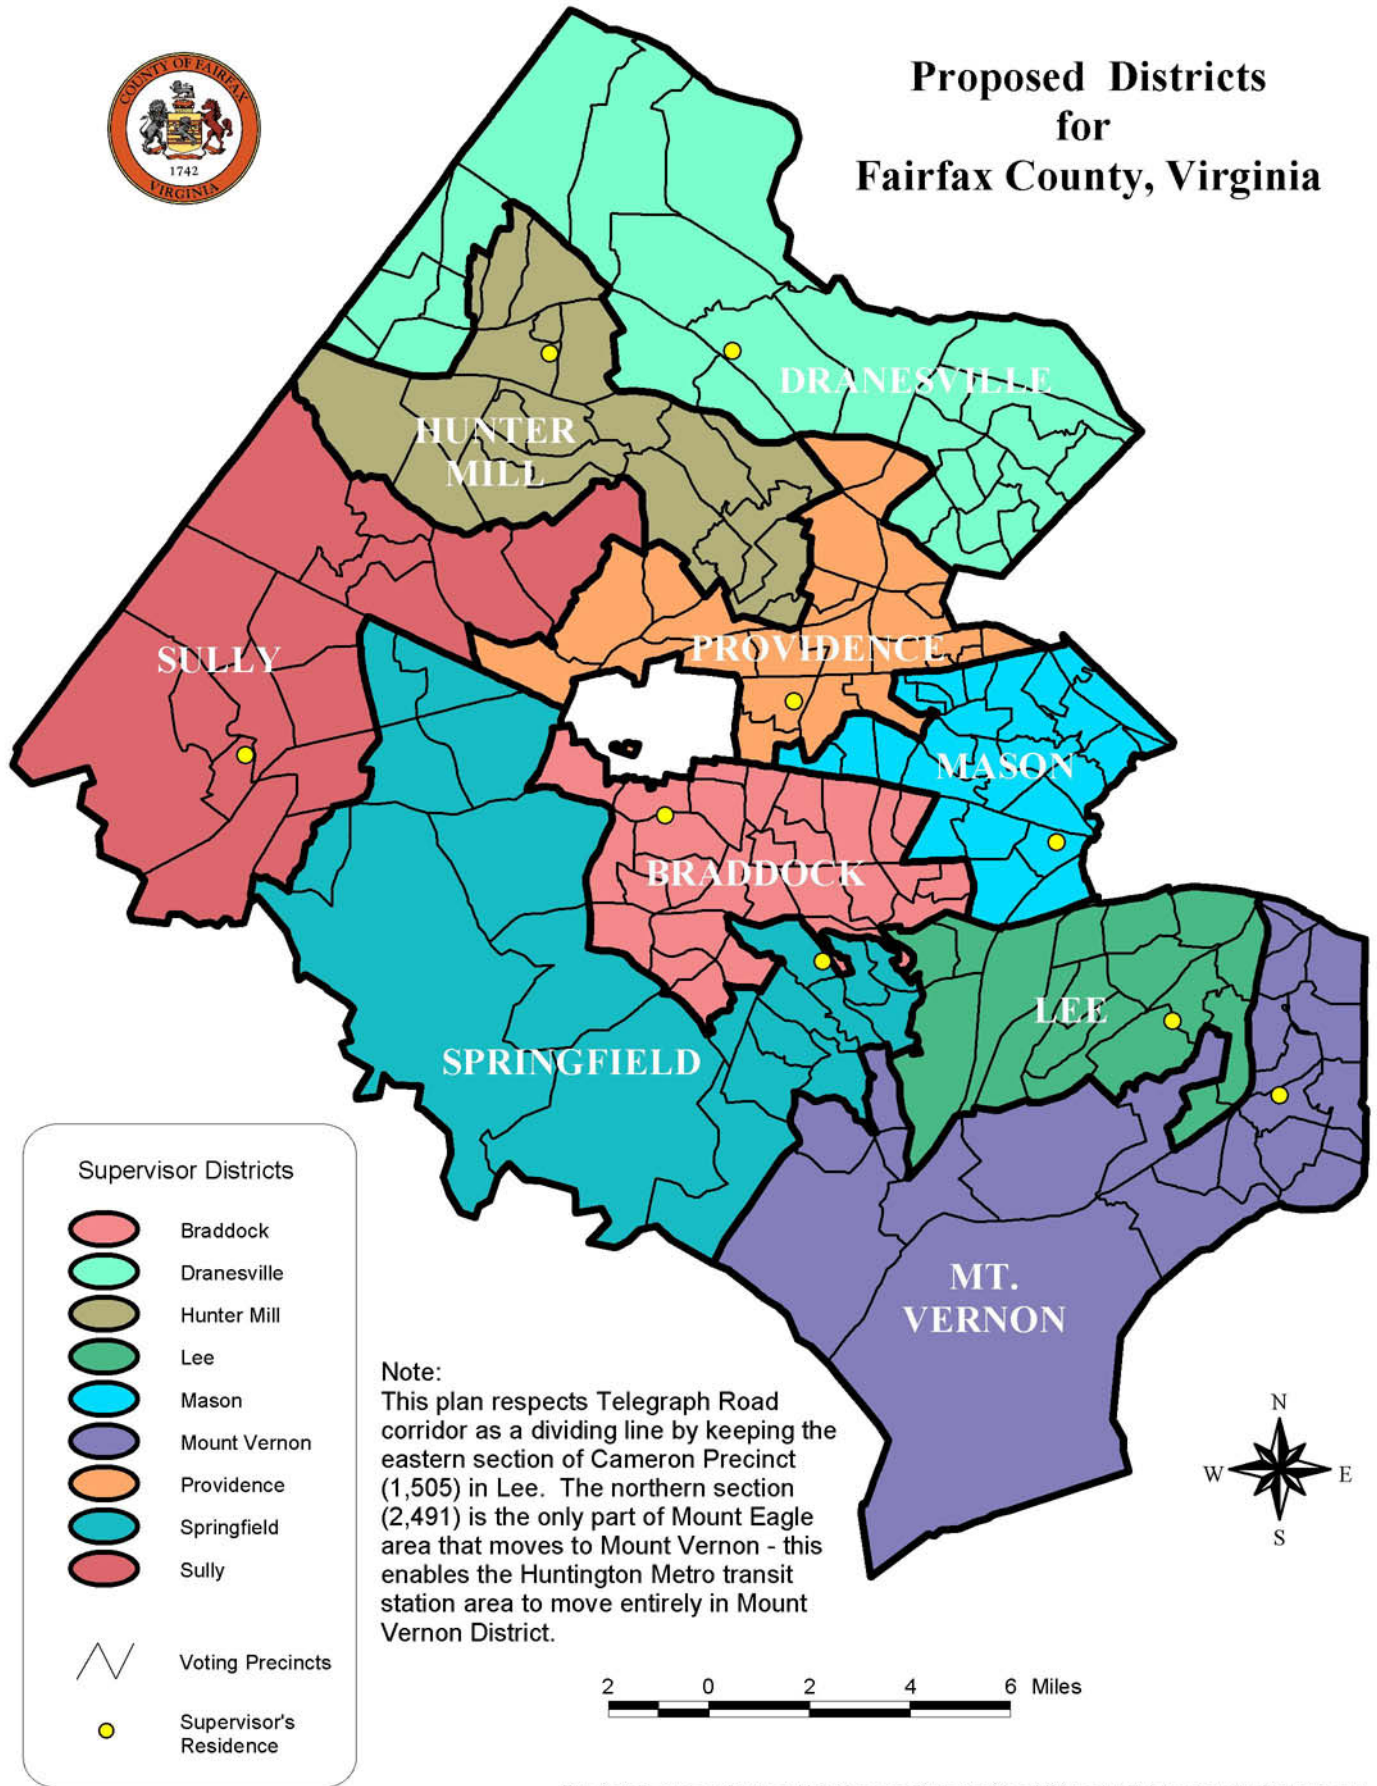 COUNTY OF FAIRFAX
1742
VIRGINIA
Proposed Districts
for
Fairfax County, Virginia
DRANESVILLE
HUNTER
MILL
SULLY
PROVIDENCE
MASON
BRADDOCK
LEE
SPRINGFIELD
MT.
VERNON
Supervisor Districts
Braddock
Dranesville
Hunter Mill
Lee
Mason
Mount Vernon
Providence
Springfield
Sully
Voting Precincts
Supervisor's
Residence
Note:
This plan respects Telegraph Road
corridor as a dividing line by keeping the
eastern section of Cameron Precinct
(1,505) in Lee. The northern section
(2,491) is the only part of Mount Eagle
area that moves to Mount Vernon - this
enables the Huntington Metro transit
station area to move entirely in Mount
Vernon District.
N
W E
S
2 0 2 4 6 Miles